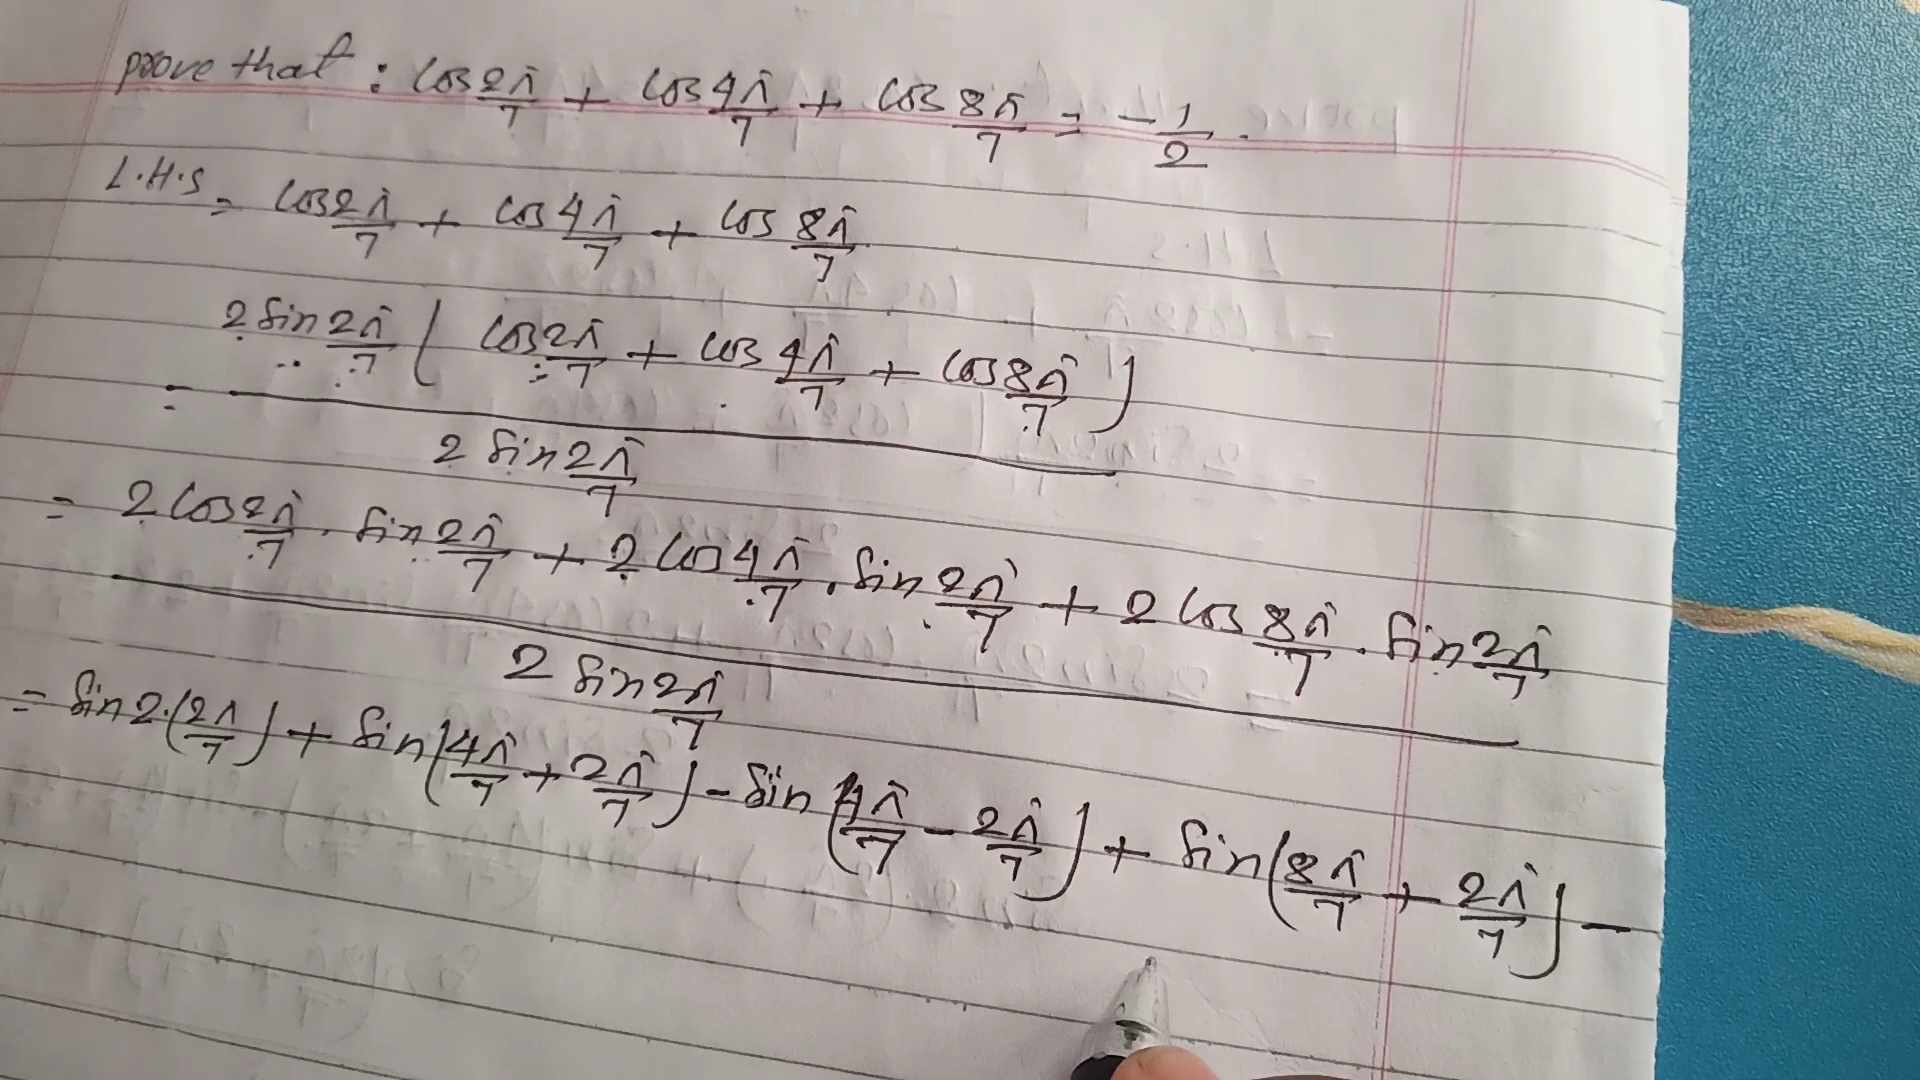 prove that : cos 2π/7 + cos 4π/7 + cos 8π/7 = -1/2.
L.H.S = cos 2π/7 + cos 4π/7 + cos 8π/7
= 2 sin 2π/7 ( cos 2π/7 + cos 4π/7 + cos 8π/7 )
2 sin 2π/7
= 2 cos 2π/7 . sin 2π/7 + 2 cos 4π/7 . sin 2π/7 + 2 cos 8π/7 . sin 2π/7
2 sin 2π/7
= sin 2.(2π/7) + sin (4π/7 + 2π/7) - sin (4π/7 - 2π/7) + sin (8π/7 + 2π/7) -